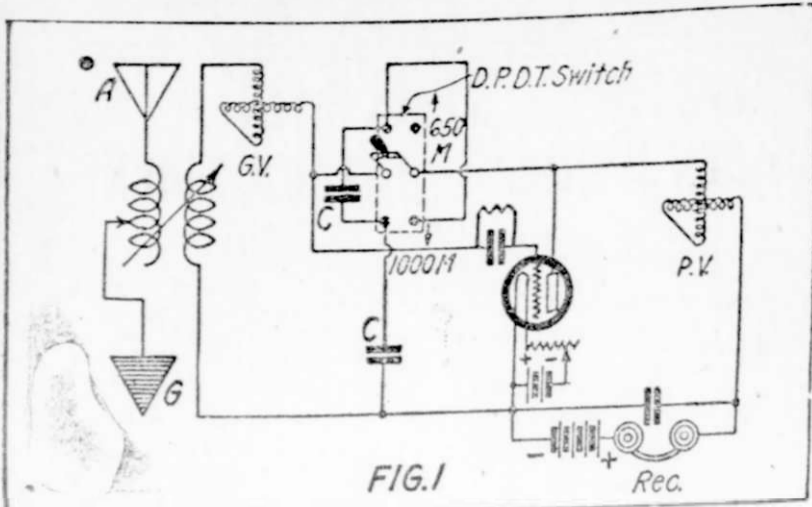 A
G.V.
D.P.D.T. Switch
650
M
C
1000M
P.V.
C
G
+ -
- +
FIG.1
Rec.